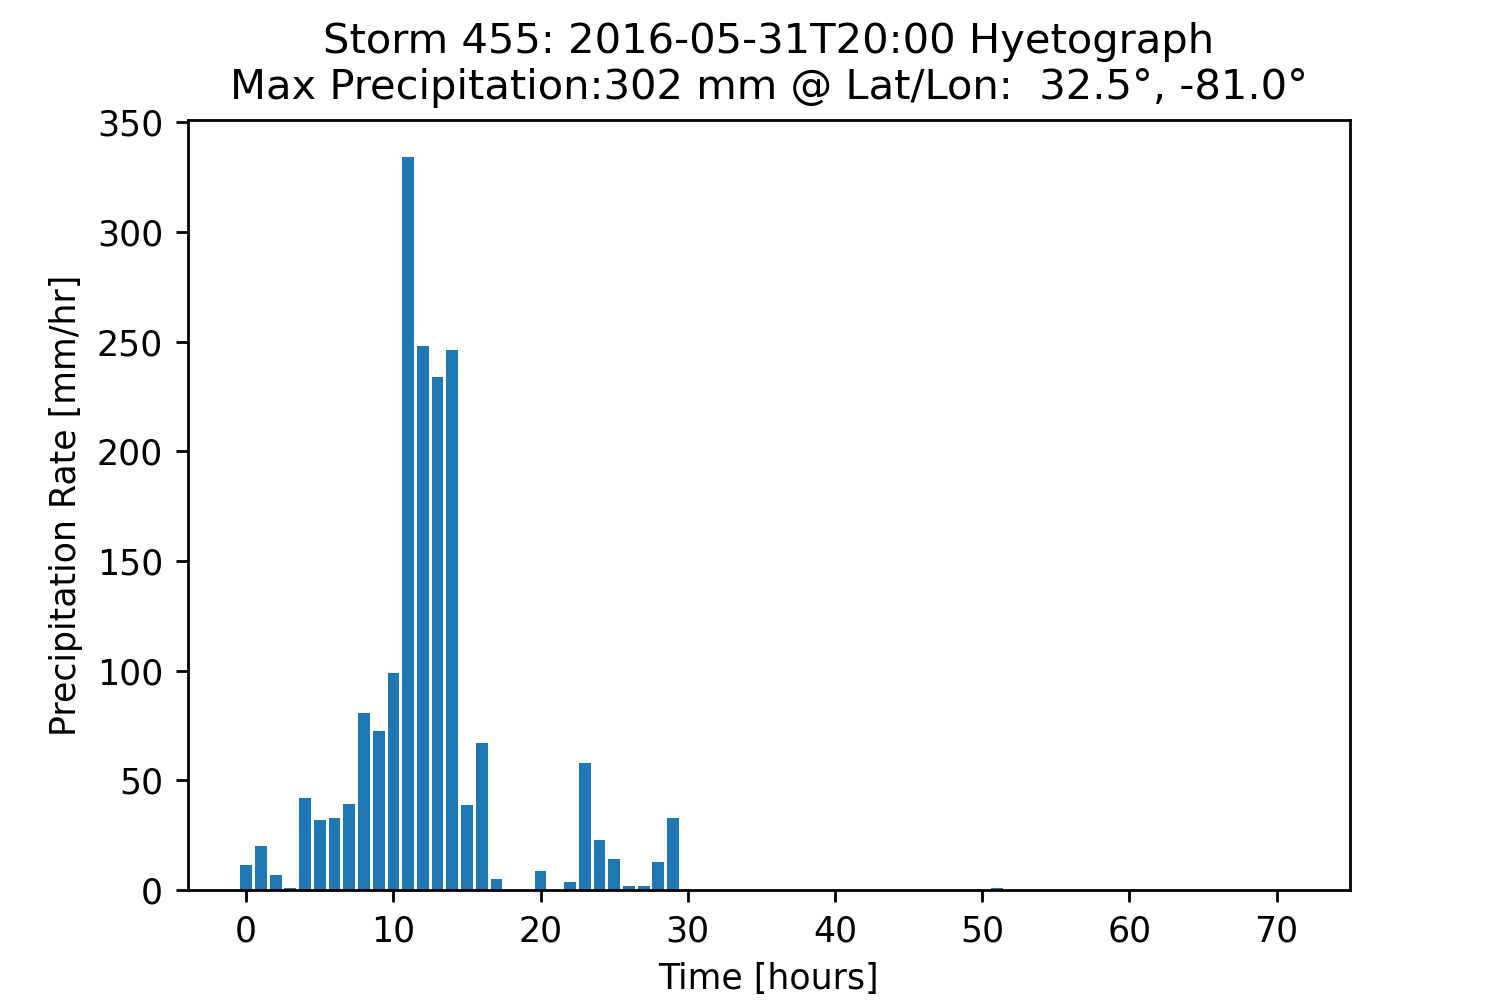 Storm 455: 2016-05-31T20:00 Hyetograph
Max Precipitation:302 mm @ Lat/Lon:  32.5°, -81.0°
350
300
250
200
150
100
50
0
Precipitation Rate [mm/hr]
0 10 20 30 40 50 60 70
Time [hours]